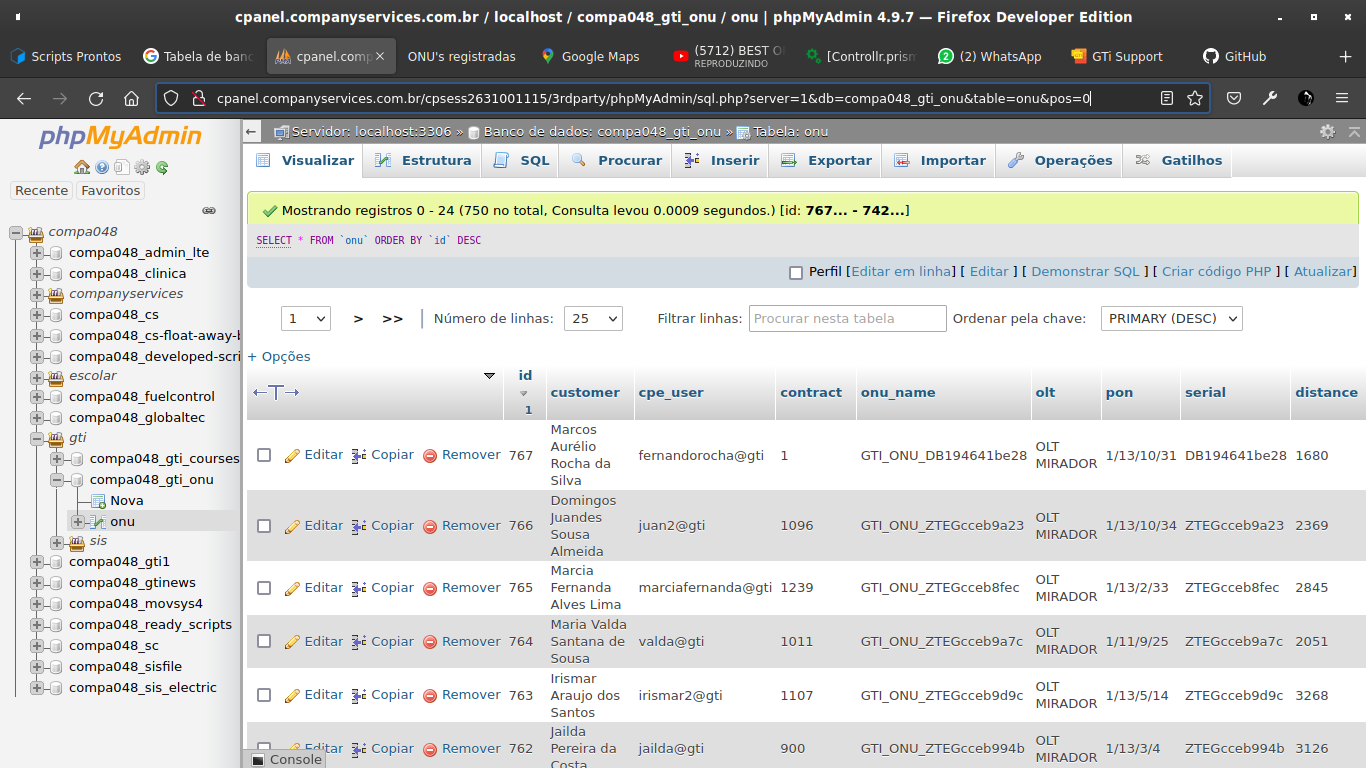 cpanel.companyservices.com.br / localhost / compa048_gti_onu / onu | phpMyAdmin 4.9.7 — Firefox Developer Edition
Scripts Prontos
Tabela de banc
cpanel.comp
ONU's registradas
Google Maps
(5712) BEST O
REPRODUZINDO
[Controllr.prism
(2) WhatsApp
GTi Support
GitHub
cpanel.companyservices.com.br/cpsess2631001115/3rdparty/phpMyAdmin/sql.php?server=1&db=compa048_gti_onu&table=onu&pos=0
phpMyAdmin
Recente Favoritos
compa048
compa048_admin_lte
compa048_clinica
companyservices
compa048_cs
compa048_cs-float-away-b
compa048_developed-scri
escolar
compa048_fuelcontrol
compa048_globaltec
gti
compa048_gti_courses
compa048_gti_onu
Nova
onu
sis
compa048_gti1
compa048_gtinews
compa048_movsys4
compa048_ready_scripts
compa048_sc
compa048_sisfile
compa048_sis_electric
Servidor: localhost:3306 » Banco de dados: compa048_gti_onu » Tabela: onu
Visualizar Estrutura SQL Procurar Inserir Exportar Importar Operações Gatilhos
Mostrando registros 0 - 24 (750 no total, Consulta levou 0.0009 segundos.) [id: 767... - 742...]
SELECT * FROM `onu` ORDER BY `id` DESC
Perfil [Editar em linha] [ Editar ] [ Demonstrar SQL ] [ Criar código PHP ] [ Atualizar]
1 > >> | Número de linhas: 25 Filtrar linhas: Procurar nesta tabela Ordenar pela chave: PRIMARY (DESC)
+ Opções
←T→ id 1 customer cpe_user contract onu_name olt pon serial distance
Editar Copiar Remover 767 Marcos Aurélio Rocha da Silva fernandorocha@gti 1 GTI_ONU_DB194641be28 OLT MIRADOR 1/13/10/31 DB194641be28 1680
Editar Copiar Remover 766 Domingos Juandes Sousa Almeida juan2@gti 1096 GTI_ONU_ZTEGcceb9a23 OLT MIRADOR 1/13/10/34 ZTEGcceb9a23 2369
Editar Copiar Remover 765 Marcia Fernanda Alves Lima marciafernanda@gti 1239 GTI_ONU_ZTEGcceb8fec OLT MIRADOR 1/13/2/33 ZTEGcceb8fec 2845
Editar Copiar Remover 764 Maria Valda Santana de Sousa valda@gti 1011 GTI_ONU_ZTEGcceb9a7c OLT MIRADOR 1/11/9/25 ZTEGcceb9a7c 2051
Editar Copiar Remover 763 Irismar Araujo dos Santos irismar2@gti 1107 GTI_ONU_ZTEGcceb9d9c OLT MIRADOR 1/13/5/14 ZTEGcceb9d9c 3268
Editar Copiar Remover 762 Jailda Pereira da Costa jailda@gti 900 GTI_ONU_ZTEGcceb994b OLT MIRADOR 1/13/3/4 ZTEGcceb994b 3126
Console